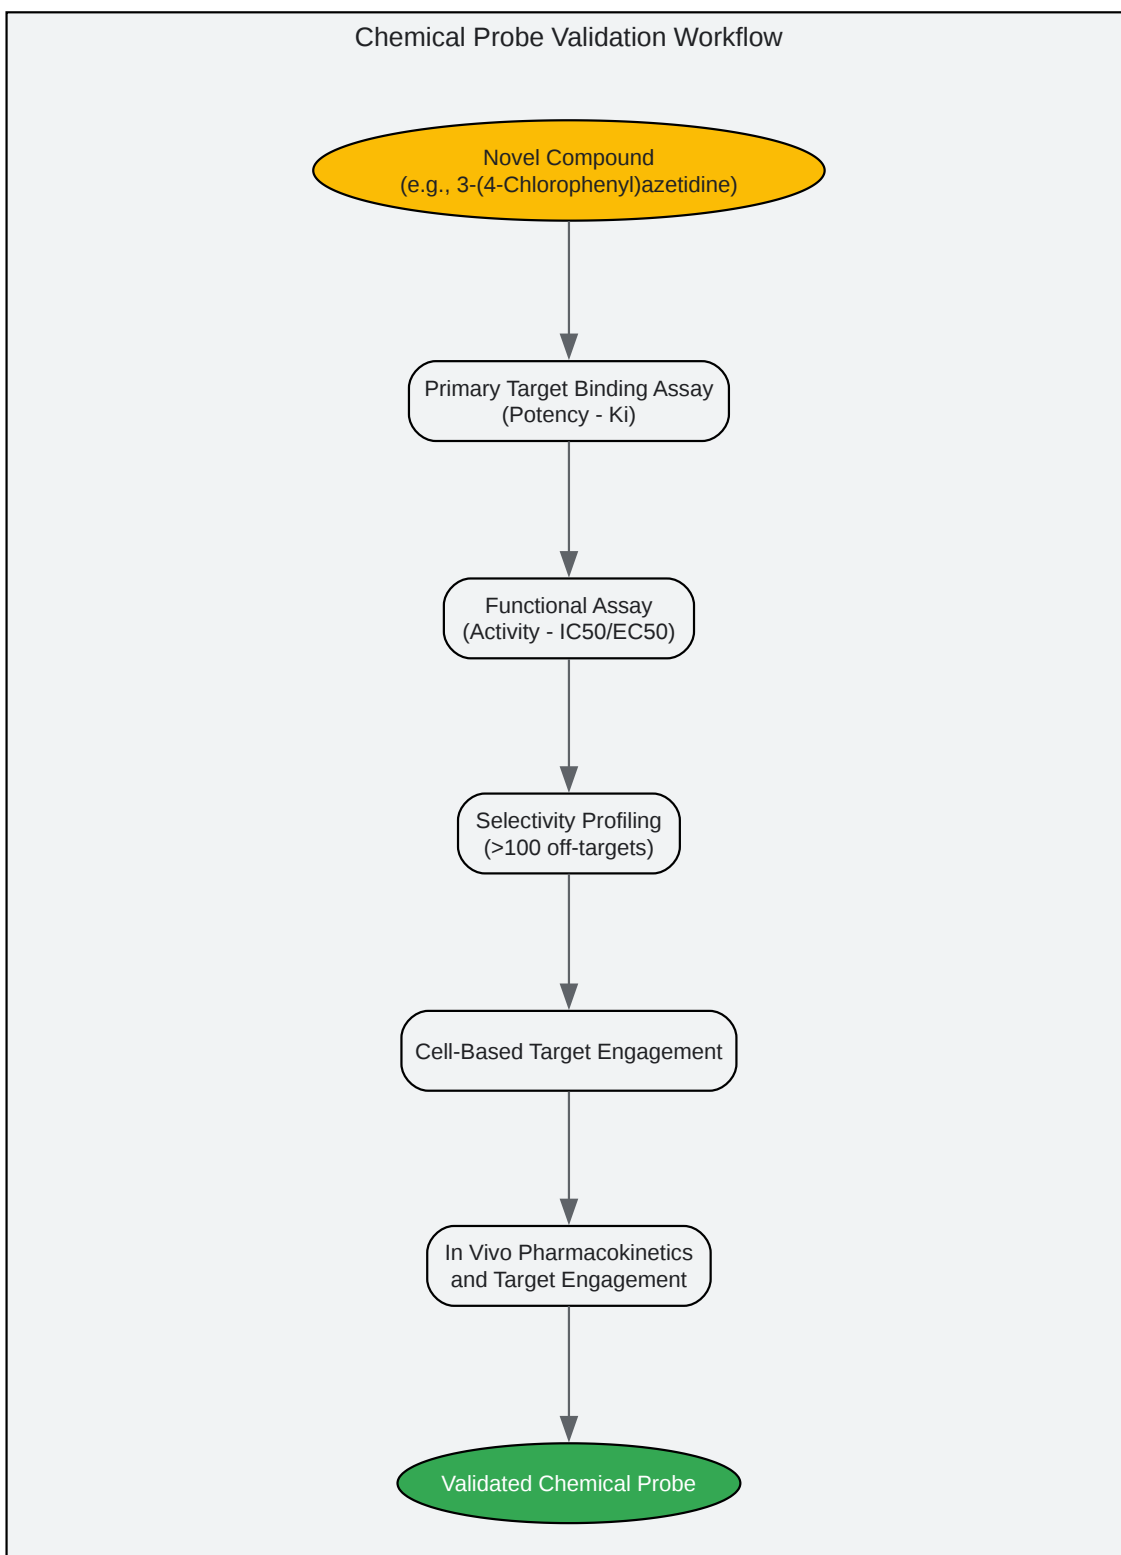 Chemical Probe Validation Workflow
Novel Compound
(e.g., 3-(4-Chlorophenyl)azetidine)
Primary Target Binding Assay
(Potency - Ki)
Functional Assay
(Activity - IC50/EC50)
Selectivity Profiling
(>100 off-targets)
Cell-Based Target Engagement
In Vivo Pharmacokinetics
and Target Engagement
Validated Chemical Probe